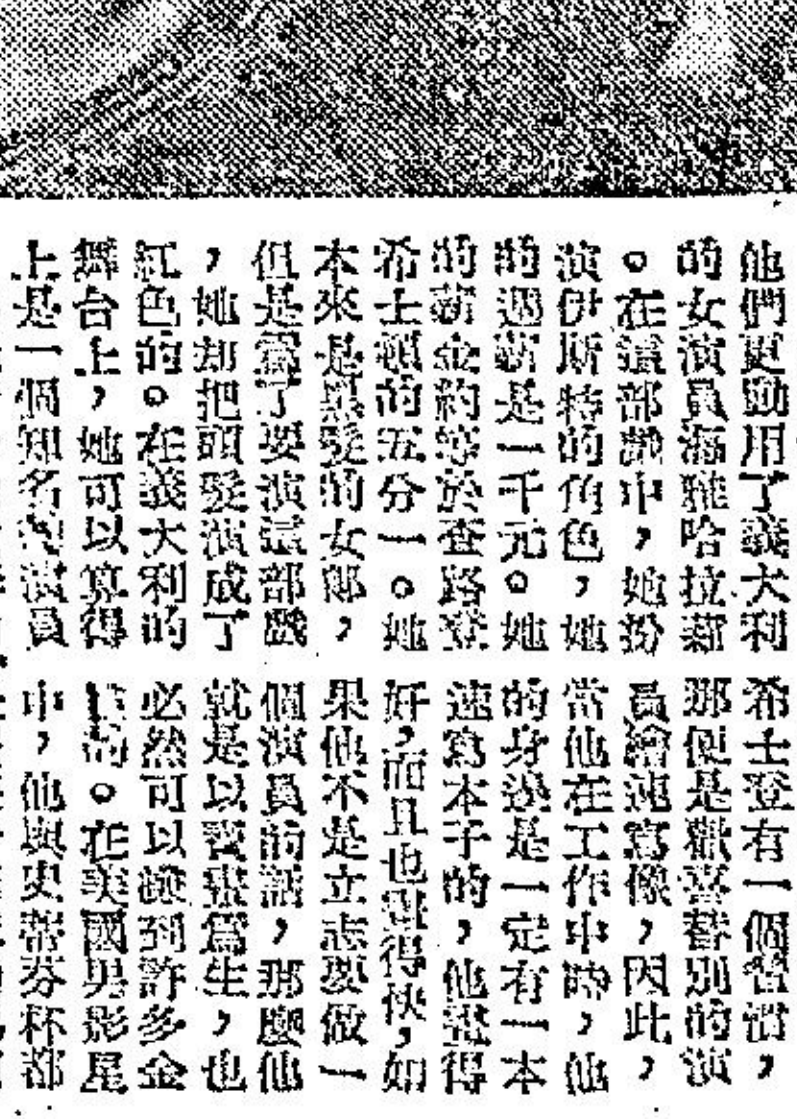 他們更動用了義大利
的女演員海雅哈拉麗
。在這部戲中，她扮
演伊斯特的角色，她
的週薪是一千元。她
的薪金約等於查路登
希士頓的五分一。她
本來是黑髮的女郎，
但是為了要演這部戲
，她却把頭髮演成了
紅色的。在義大利的
舞台上，她可以算得
上是一個知名的演員
希士登有一個習慣，
那便是歡喜替別的演
員繪速寫像，因此，
當他在工作中時，他
的身邊是一定有一本
速寫本子的，他畫得
好，而且也畫得快，如
果他不是立志要做一
個演員的話，那麼他
就是以賣畫為生，也
必然可以賺到許多金
的。在美國男影星
中，他與史蒂芬杯都